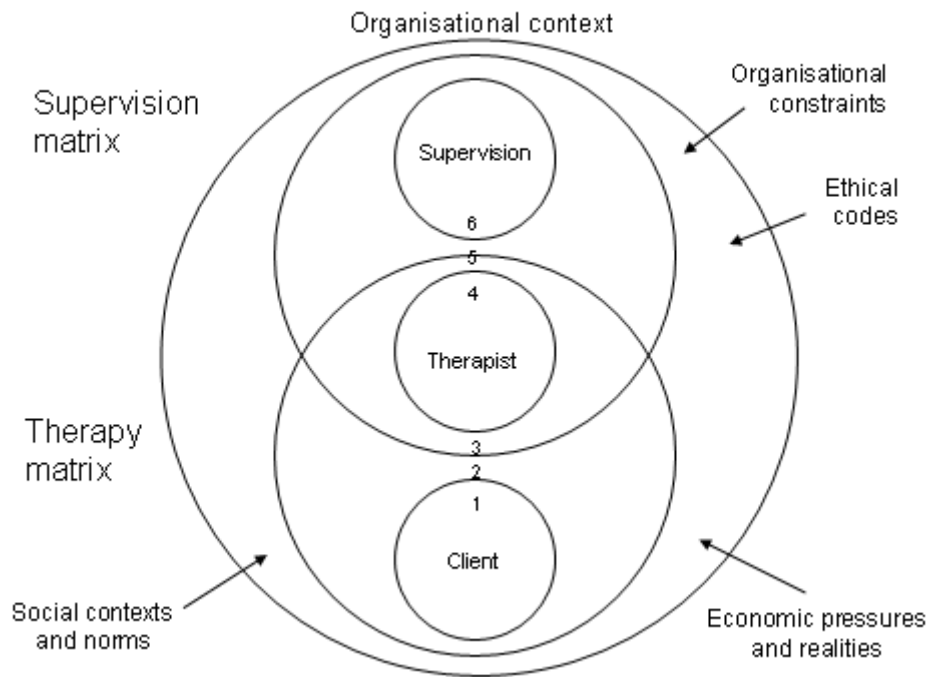 Organisational context
Supervision
matrix
Organisational
constraints
Supervision
Ethical
codes
6
5
4
Therapist
Therapy
matrix
3
2
1
Client
Social contexts
and norms
Economic pressures
and realities